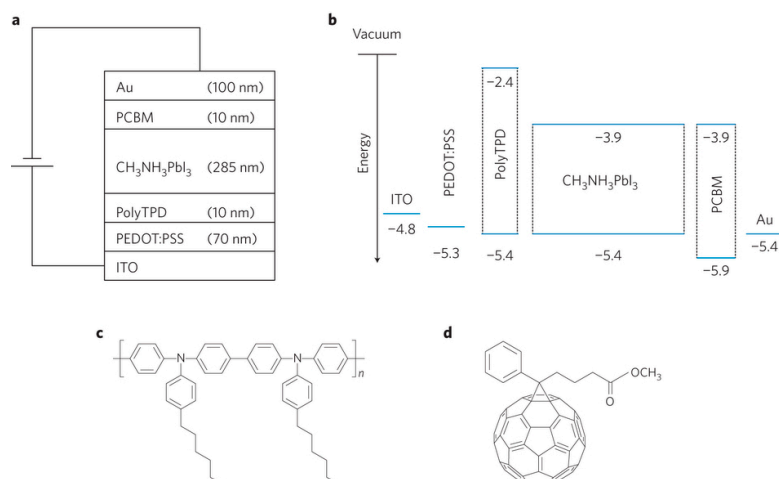 a
Au (100 nm)
PCBM (10 nm)
CH₃NH₃PbI₃ (285 nm)
PolyTPD (10 nm)
PEDOT:PSS (70 nm)
ITO
b
Vacuum
Energy
ITO
−4.8
PEDOT:PSS
−5.3
−2.4
PolyTPD
−5.4
−3.9
CH₃NH₃PbI₃
−5.4
−3.9
PCBM
−5.9
Au
−5.4
c
N
N
n
d
OCH₃
O